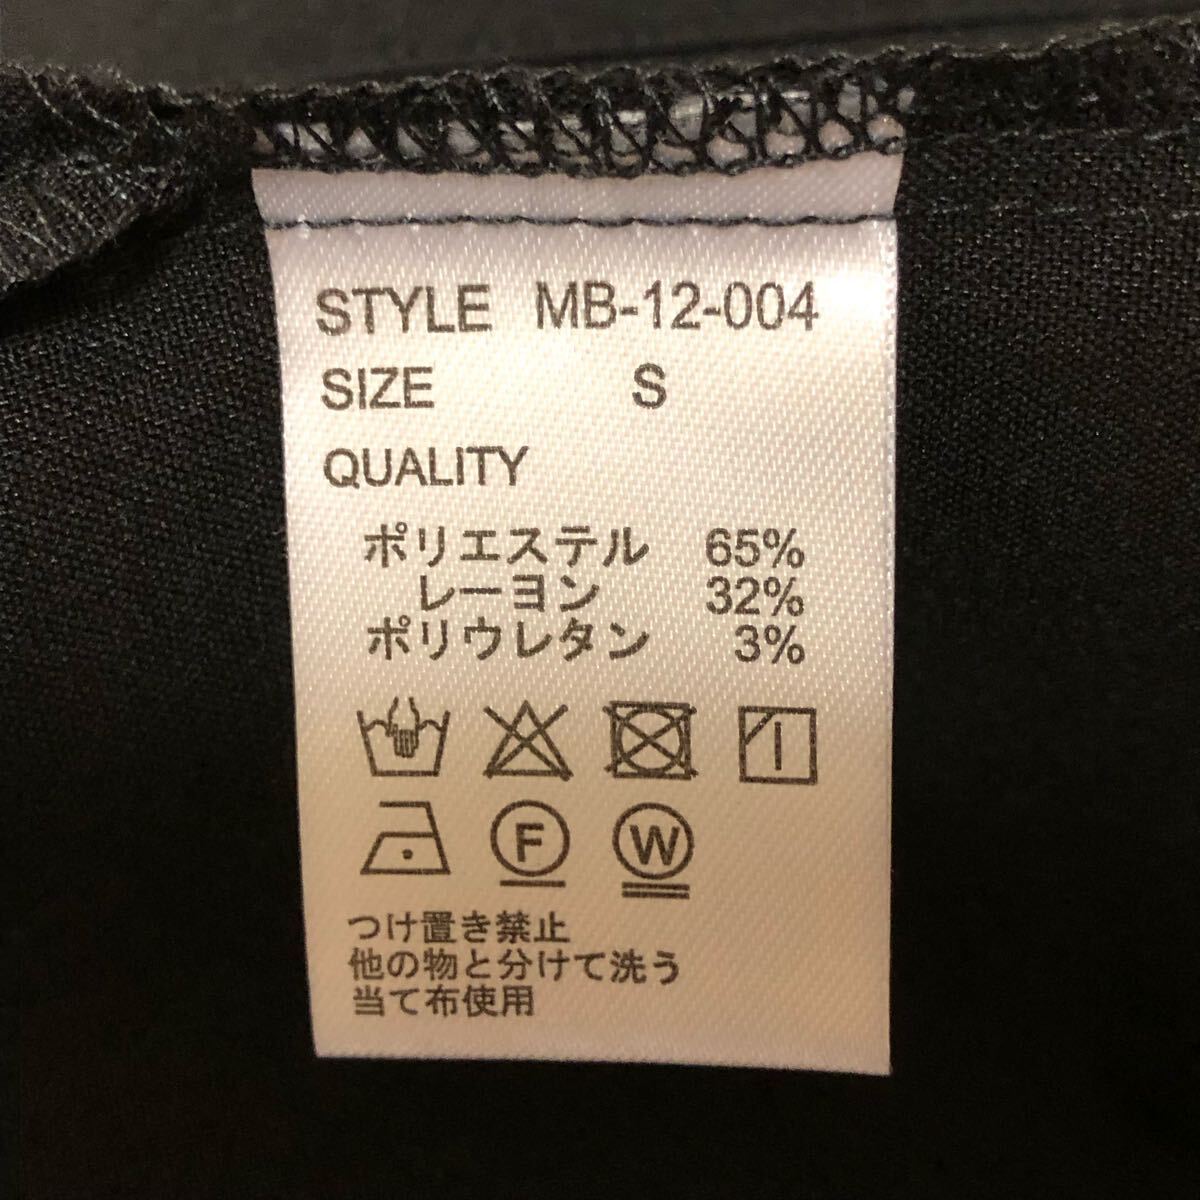 STYLE MB-12-004
SIZE S
QUALITY
ポリエステル 65%
レーヨン 32%
ポリウレタン 3%
F W
つけ置き禁止
他の物と分けて洗う
当て布使用